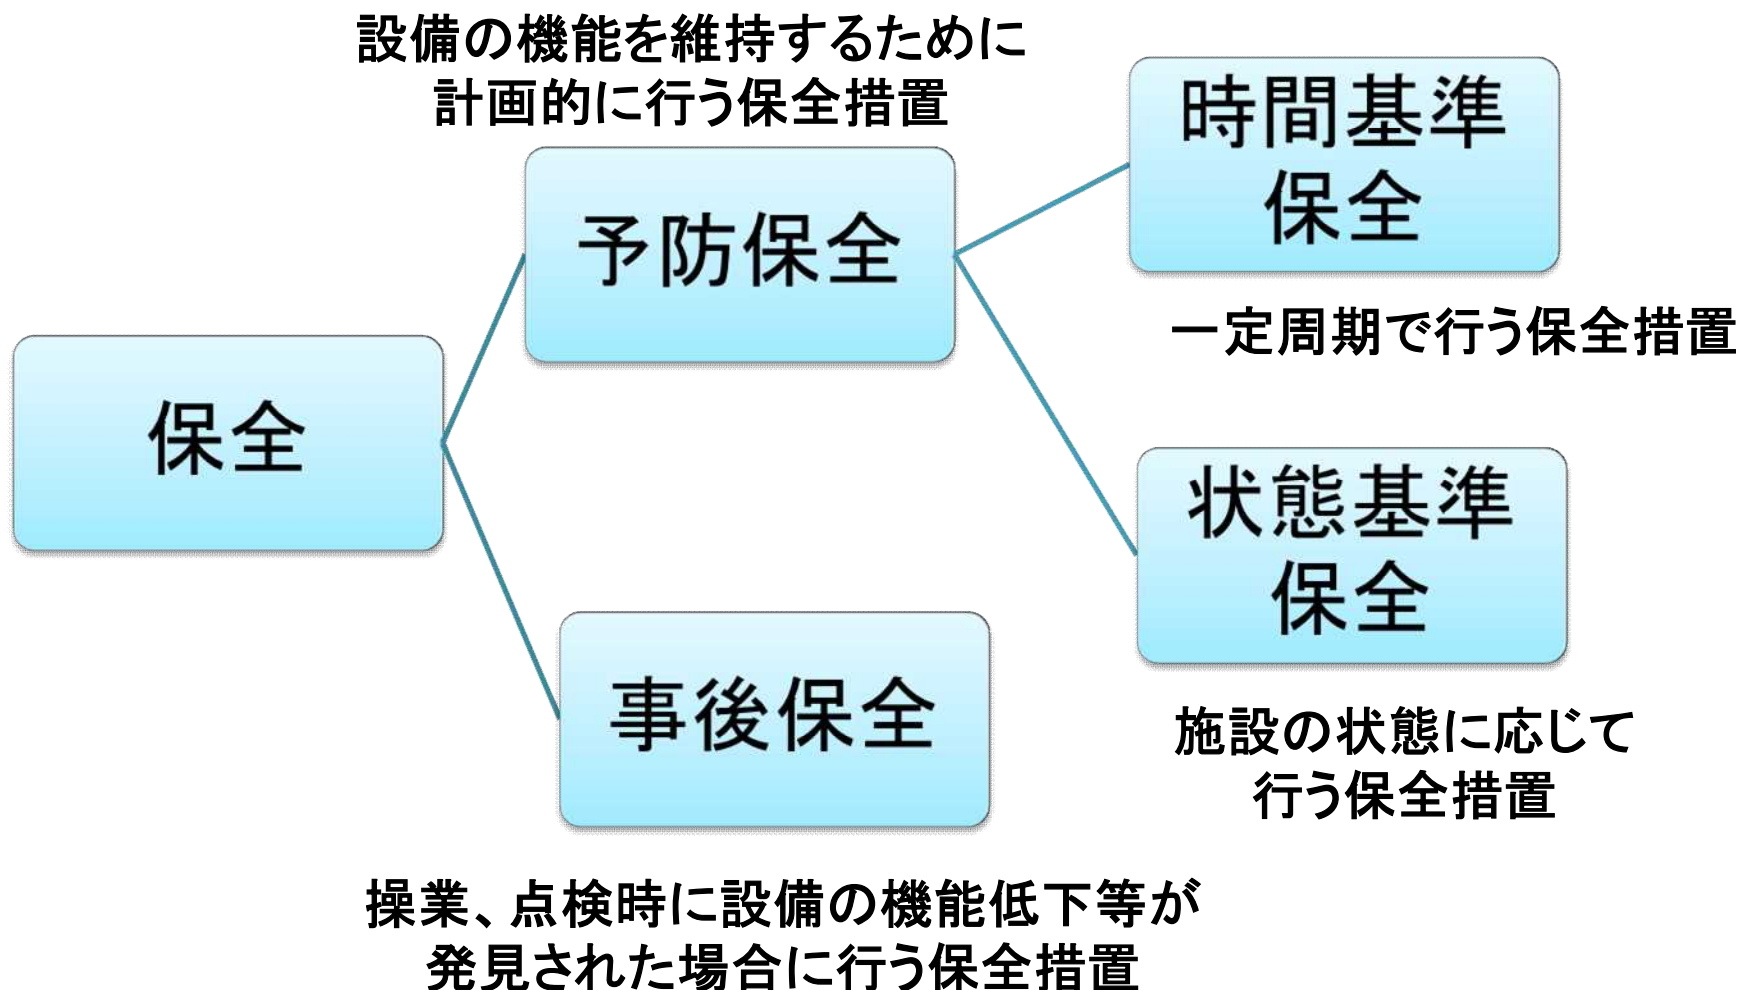 設備の機能を維持するために
計画的に行う保全措置
予防保全
時間基準
保全
一定周期で行う保全措置
保全
状態基準
保全
施設の状態に応じて
行う保全措置
事後保全
操業、点検時に設備の機能低下等が
発見された場合に行う保全措置